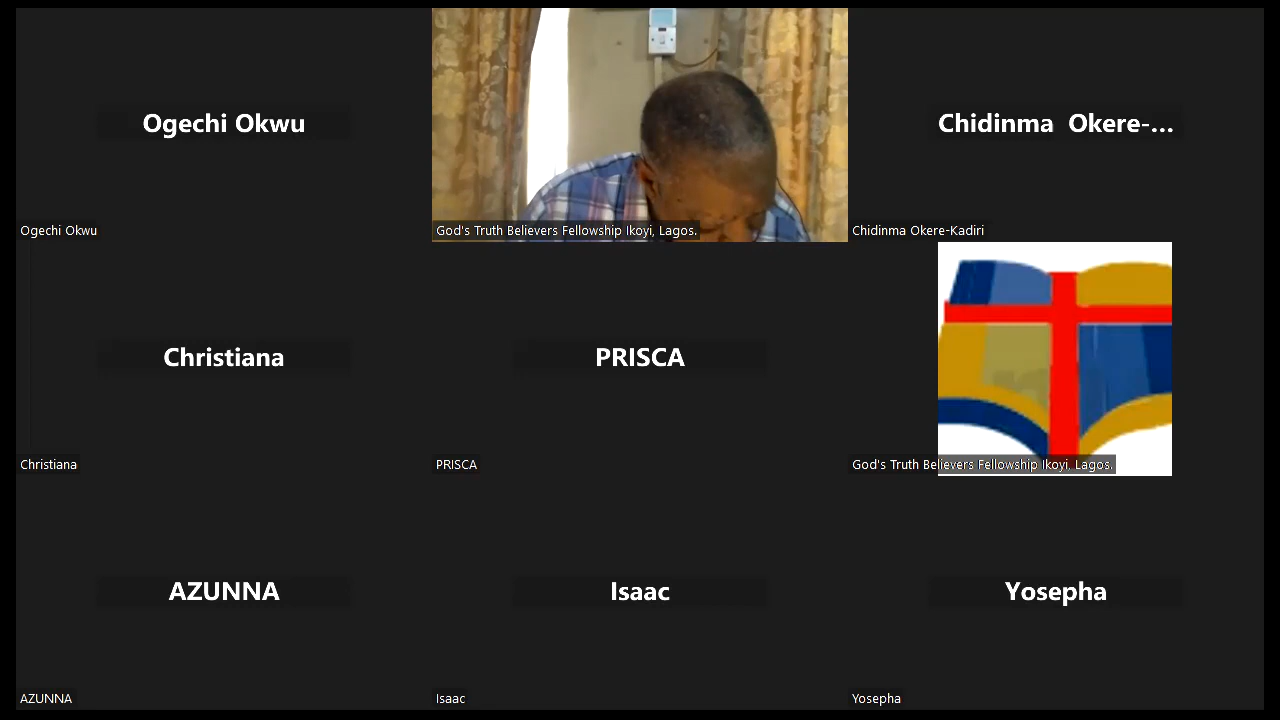 Ogechi Okwu
Ogechi Okwu
God's Truth Believers Fellowship Ikoyi, Lagos.
Chidinma Okere-...
Chidinma Okere-Kadiri
Christiana
Christiana
PRISCA
PRISCA
God's Truth Believers Fellowship Ikoyi, Lagos.
AZUNNA
AZUNNA
Isaac
Isaac
Yosepha
Yosepha